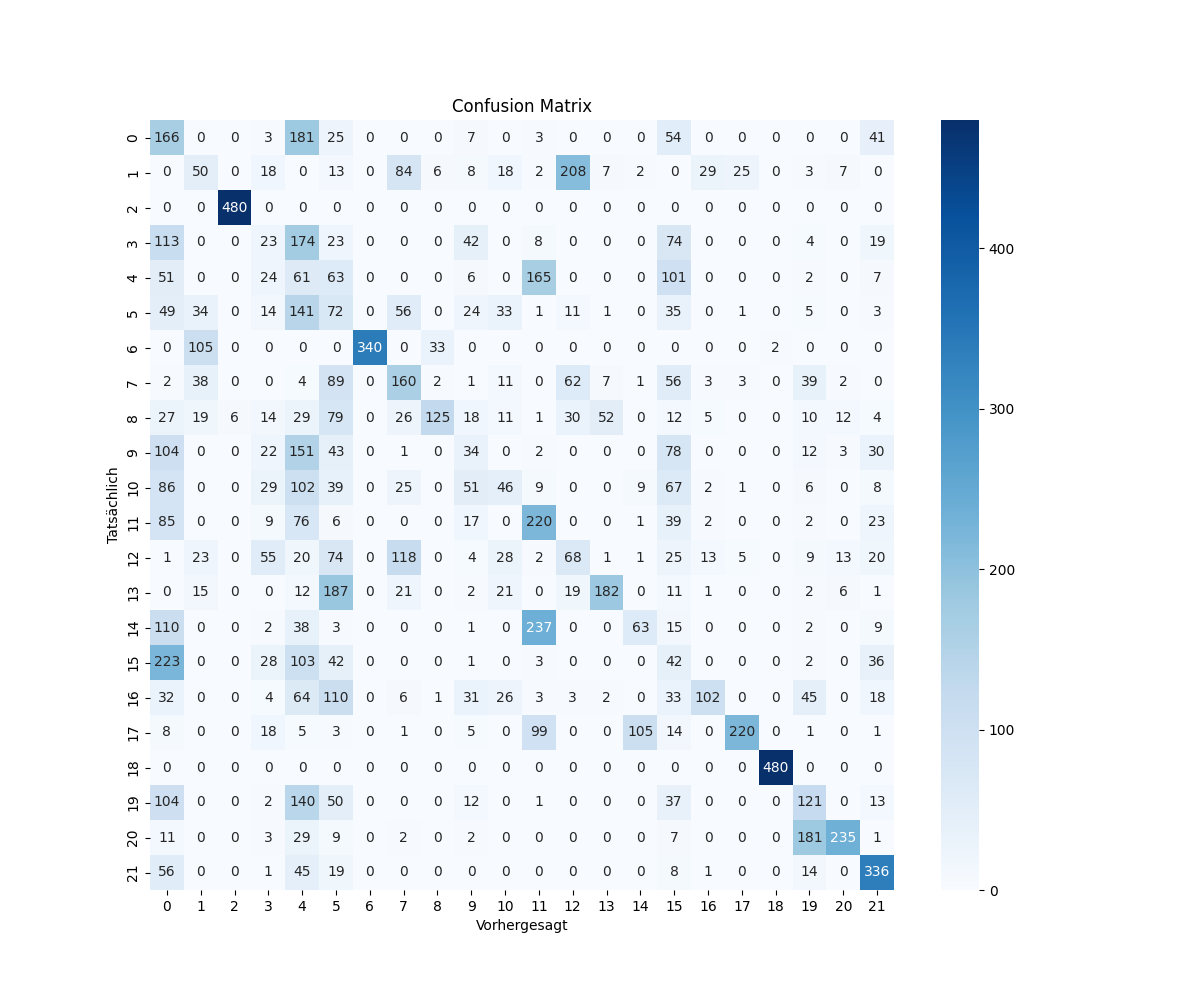 Confusion Matrix
0 166 0 0 3 181 25 0 0 0 7 0 3 0 0 0 54 0 0 0 0 0 41
1 0 50 0 18 0 13 0 84 6 8 18 2 208 7 2 0 29 25 0 3 7 0
2 0 0 480 0 0 0 0 0 0 0 0 0 0 0 0 0 0 0 0 0 0 0
3 113 0 0 23 174 23 0 0 0 42 0 8 0 0 0 74 0 0 0 4 0 19
4 51 0 0 24 61 63 0 0 0 6 0 165 0 0 0 101 0 0 0 2 0 7
5 49 34 0 14 141 72 0 56 0 24 33 1 11 1 0 35 0 1 0 5 0 3
6 0 105 0 0 0 0 340 0 33 0 0 0 0 0 0 0 0 0 2 0 0 0
7 2 38 0 0 4 89 0 160 2 1 11 0 62 7 1 56 3 3 0 39 2 0
8 27 19 6 14 29 79 0 26 125 18 11 1 30 52 0 12 5 0 0 10 12 4
9 104 0 0 22 151 43 0 1 0 34 0 2 0 0 0 78 0 0 0 12 3 30
10 86 0 0 29 102 39 0 25 0 51 46 9 0 0 9 67 2 1 0 6 0 8
11 85 0 0 9 76 6 0 0 0 17 0 220 0 0 1 39 2 0 0 2 0 23
12 1 23 0 55 20 74 0 118 0 4 28 2 68 1 1 25 13 5 0 9 13 20
13 0 15 0 0 12 187 0 21 0 2 21 0 19 182 0 11 1 0 0 2 6 1
14 110 0 0 2 38 3 0 0 0 1 0 237 0 0 63 15 0 0 0 2 0 9
15 223 0 0 28 103 42 0 0 0 1 0 3 0 0 0 42 0 0 0 2 0 36
16 32 0 0 4 64 110 0 6 1 31 26 3 3 2 0 33 102 0 0 45 0 18
17 8 0 0 18 5 3 0 1 0 5 0 99 0 0 105 14 0 220 0 1 0 1
18 0 0 0 0 0 0 0 0 0 0 0 0 0 0 0 0 0 0 480 0 0 0
19 104 0 0 2 140 50 0 0 0 12 0 1 0 0 0 37 0 0 0 121 0 13
20 11 0 0 3 29 9 0 2 0 2 0 0 0 0 0 7 0 0 0 181 235 1
21 56 0 0 1 45 19 0 0 0 0 0 0 0 0 0 8 1 0 0 14 0 336
0 1 2 3 4 5 6 7 8 9 10 11 12 13 14 15 16 17 18 19 20 21
Vorhergesagt
Tatsächlich
400
300
200
100
0